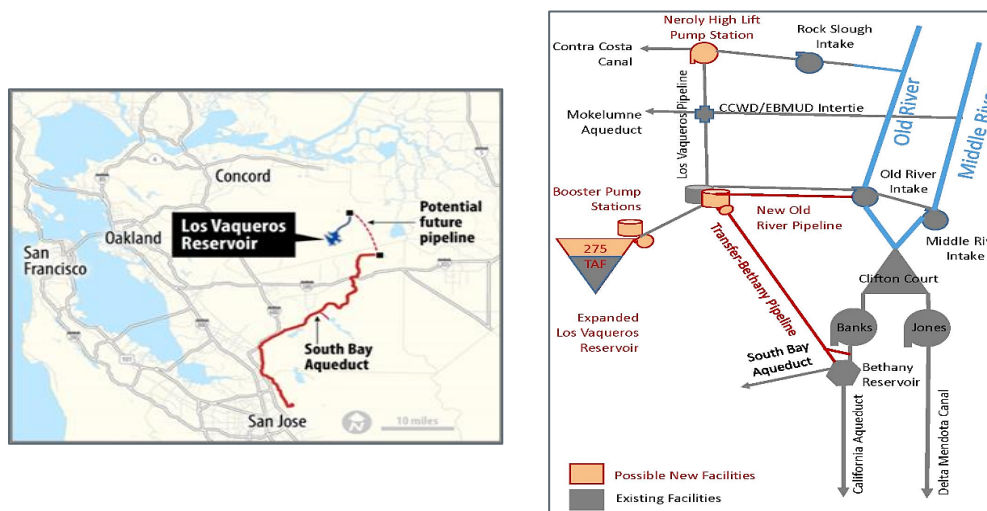 Concord
Potential
future
pipeline
Los Vaqueros
Reservoir
Oakland
San
Francisco
South Bay
Aqueduct
San Jose
10 miles
Neroly High Lift
Pump Station
Rock Slough
Intake
Contra Costa
Canal
Old River
Middle River
Los Vaqueros Pipeline
CCWD/EBMUD Intertie
Mokelumne
Aqueduct
Old River
Intake
Booster Pump
Stations
New Old
River Pipeline
Middle Ri
Intake
275
TAF
Transfer-Bethany Pipeline
Clifton Court
Expanded
Los Vaqueros
Reservoir
Banks
Jones
South Bay
Aqueduct
Bethany
Reservoir
California Aqueduct
Delta Mendota Canal
Possible New Facilities
Existing Facilities